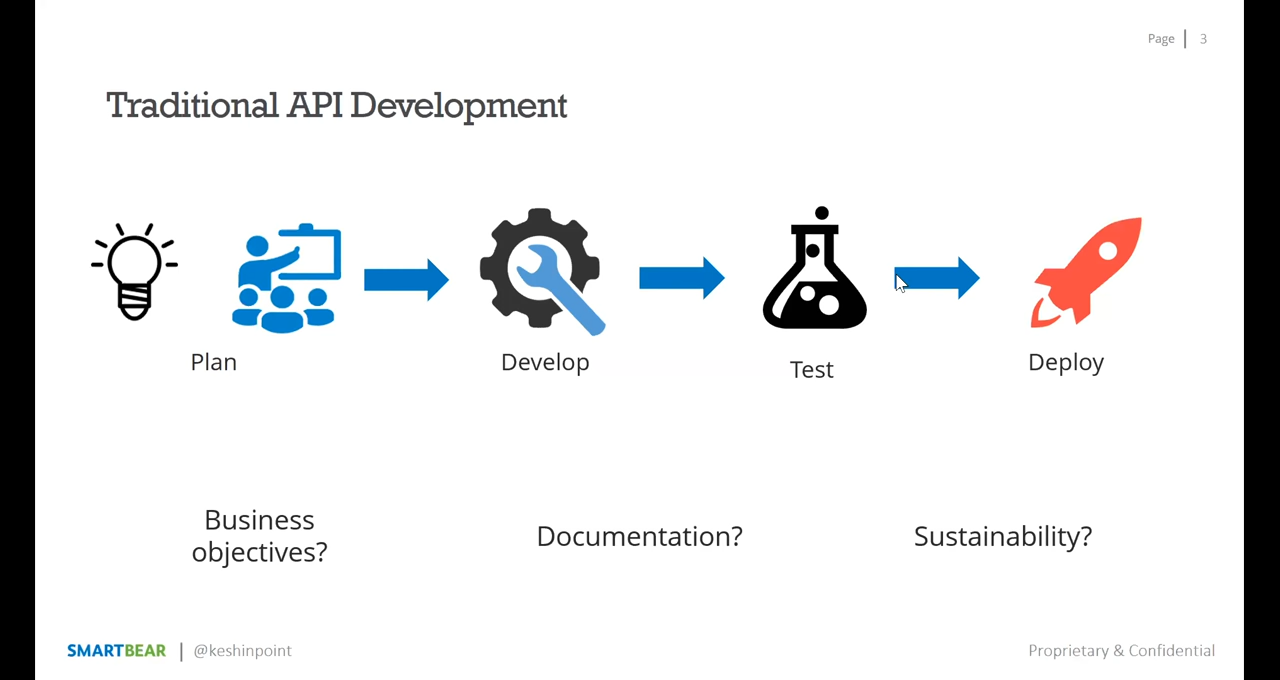 Page | 3
Traditional API Development
Plan
Develop
Test
Deploy
Business
objectives?
Documentation?
Sustainability?
SMARTBEAR | @keshinpoint
Proprietary & Confidential